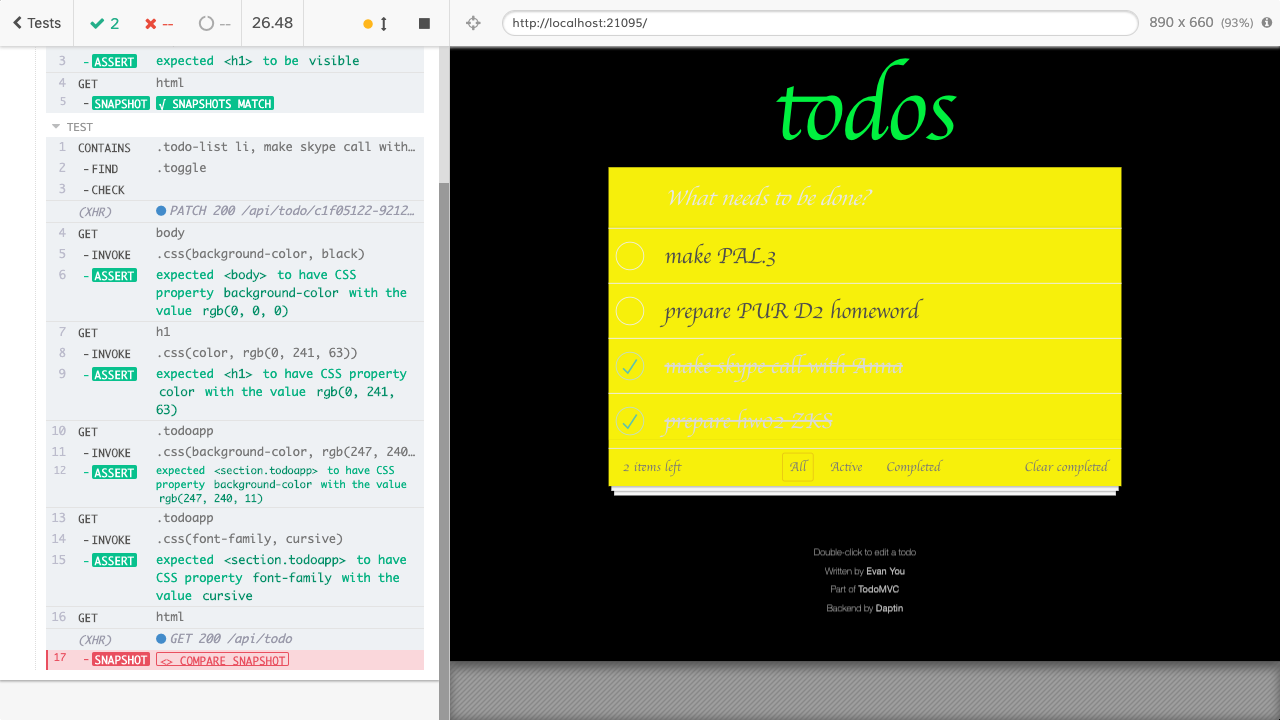 Tests
2
--
--
26.48
http://localhost:21095/
890 x 660 (93%)
3 -ASSERT expected <h1> to be visible
4 GET html
5 -SNAPSHOT √ SNAPSHOTS MATCH
TEST
1 CONTAINS .todo-list li, make skype call with…
2 -FIND .toggle
3 -CHECK
(XHR) PATCH 200 /api/todo/c1f05122-9212…
4 GET body
5 -INVOKE .css(background-color, black)
6 -ASSERT expected <body> to have CSS
property background-color with the
value rgb(0, 0, 0)
7 GET h1
8 -INVOKE .css(color, rgb(0, 241, 63))
9 -ASSERT expected <h1> to have CSS property
color with the value rgb(0, 241,
63)
10 GET .todoapp
11 -INVOKE .css(background-color, rgb(247, 240…
12 -ASSERT expected <section.todoapp> to have CSS
property background-color with the value
rgb(247, 240, 11)
13 GET .todoapp
14 -INVOKE .css(font-family, cursive)
15 -ASSERT expected <section.todoapp> to have
CSS property font-family with the
value cursive
16 GET html
(XHR) GET 200 /api/todo
17 -SNAPSHOT <> COMPARE SNAPSHOT
todos
What needs to be done?
make PAL.3
prepare PUR D2 homeword
make skype call with
prepare
2 items left
All
Active
Completed
Clear completed
Double-click to edit a todo
Written by Evan You
Part of TodoMVC
Backend by Daptin